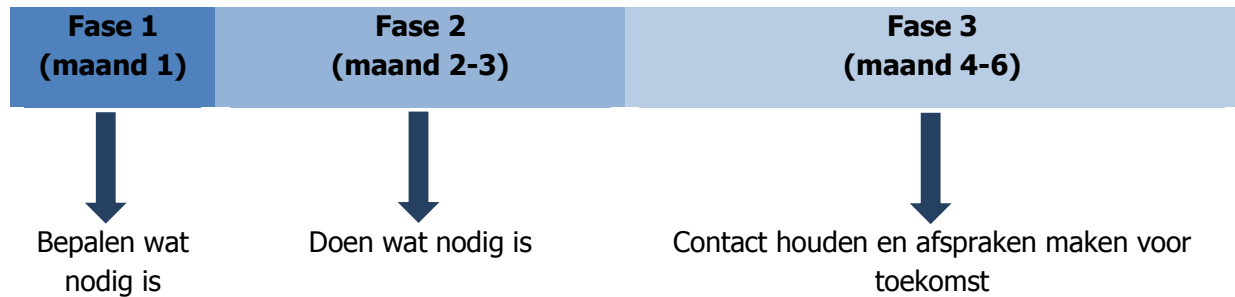 Fase 1
(maand 1)
Fase 2
(maand 2-3)
Fase 3
(maand 4-6)
Bepalen wat
nodig is
Doen wat nodig is
Contact houden en afspraken maken voor
toekomst